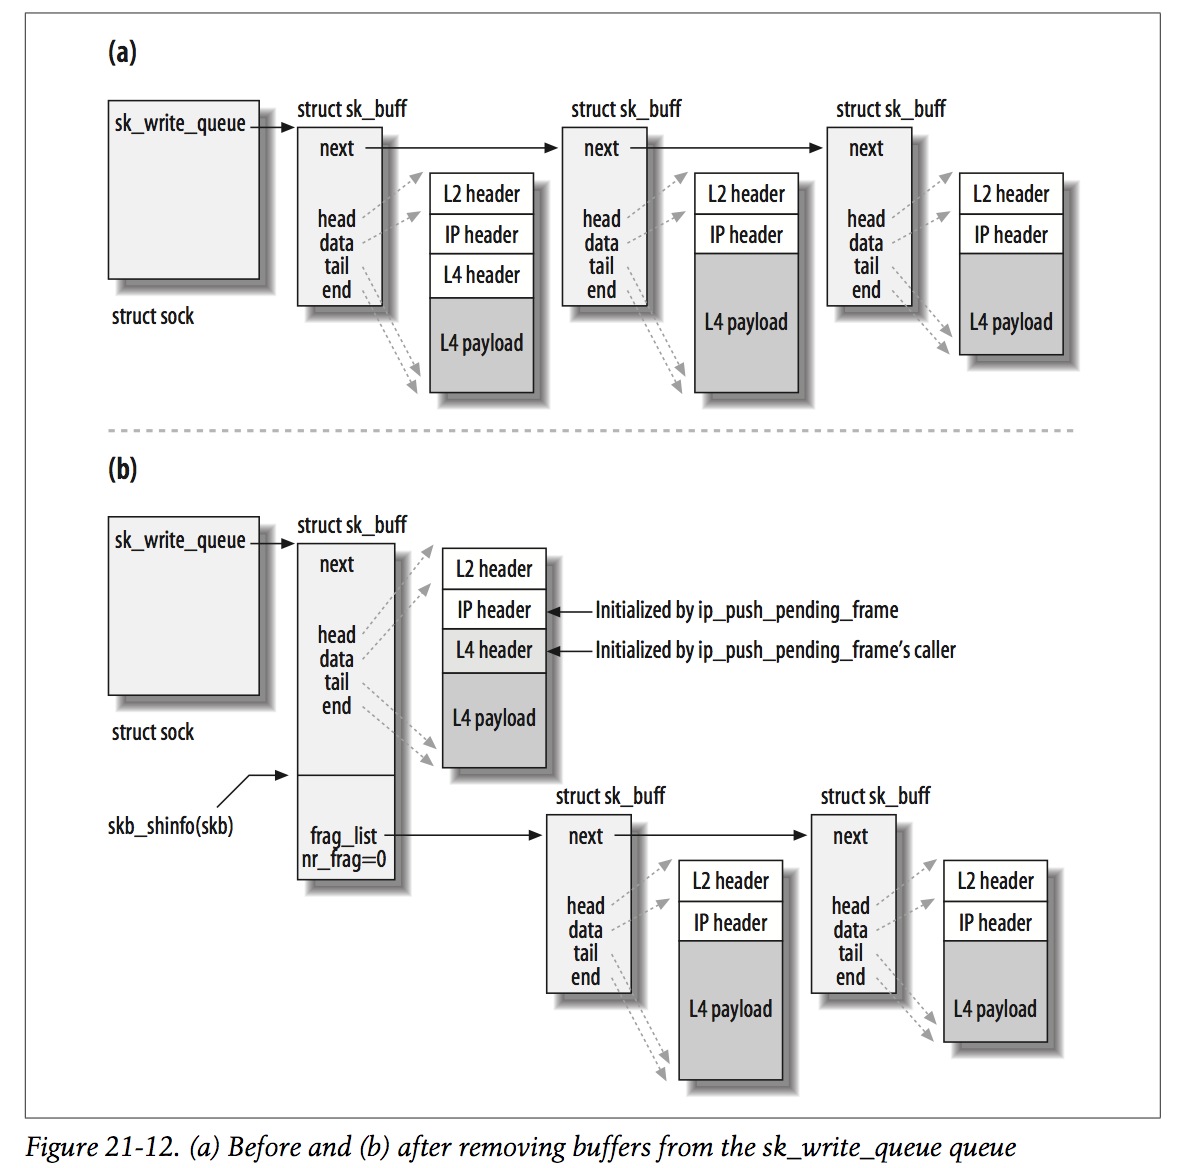 (a)
sk_write_queue
struct sock
struct sk_buff
next
head
data
tail
end
L2 header
IP header
L4 header
L4 payload
struct sk_buff
next
head
data
tail
end
L2 header
IP header
L4 payload
struct sk_buff
next
head
data
tail
end
L2 header
IP header
L4 payload
(b)
sk_write_queue
struct sock
struct sk_buff
next
head
data
tail
end
L2 header
IP header
L4 header
L4 payload
Initialized by ip_push_pending_frame
Initialized by ip_push_pending_frame's caller
skb_shinfo(skb)
frag_list
nr_frag=0
struct sk_buff
next
head
data
tail
end
L2 header
IP header
L4 payload
struct sk_buff
next
head
data
tail
end
L2 header
IP header
L4 payload
Figure 21-12. (a) Before and (b) after removing buffers from the sk_write_queue queue